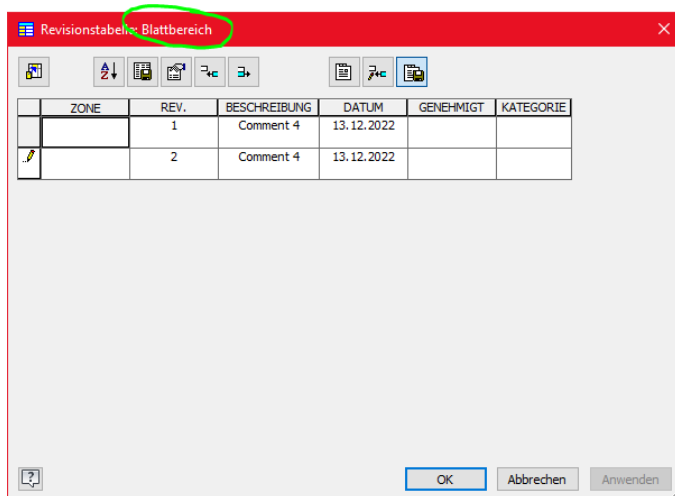 Revisionstabelle: Blattbereich
ZONE REV. BESCHREIBUNG DATUM GENEHMIGT KATEGORIE
1 Comment 4 13.12.2022
2 Comment 4 13.12.2022
OK Abbrechen Anwenden